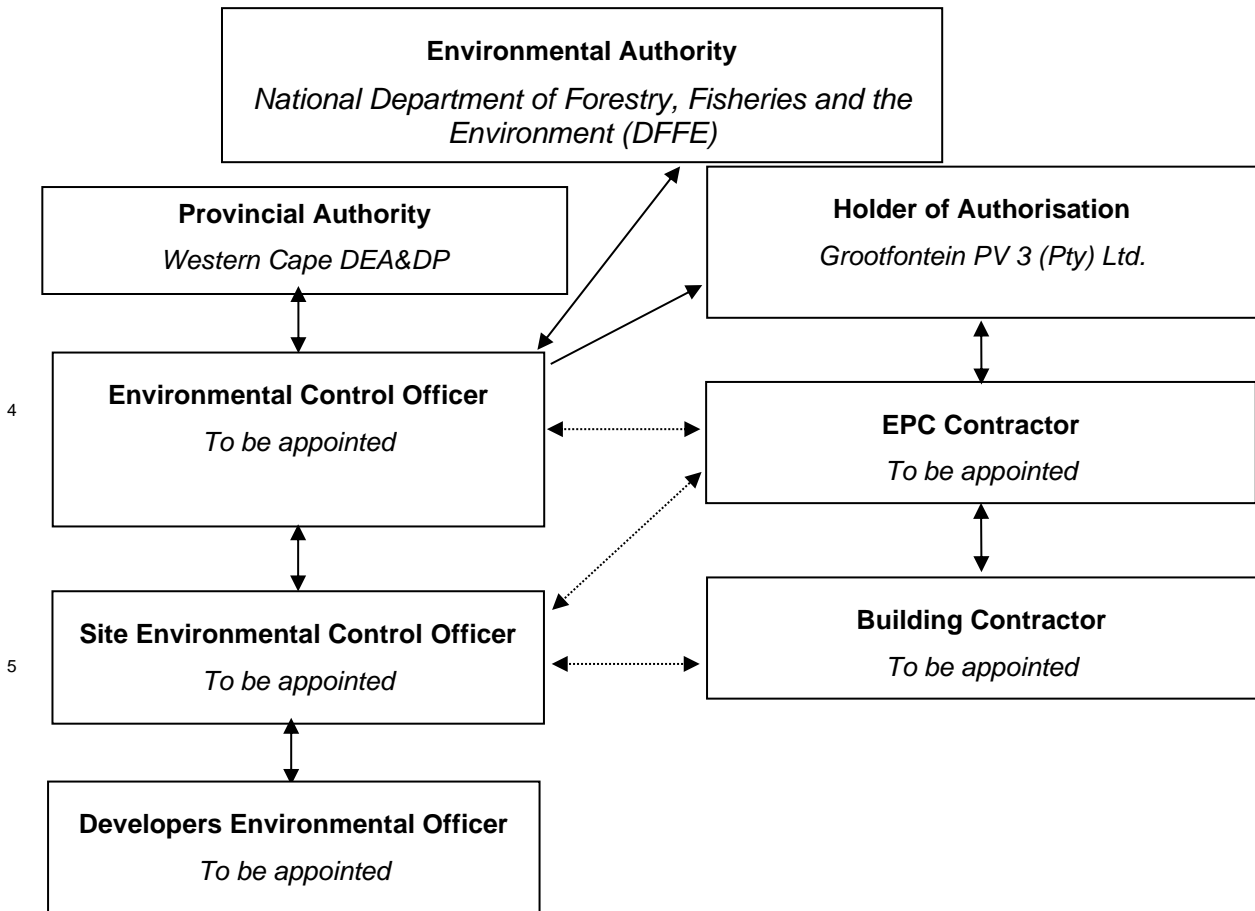 Environmental Authority
National Department of Forestry, Fisheries and the
Environment (DFFE)
Provincial Authority
Western Cape DEA&DP
Holder of Authorisation
Grootfontein PV 3 (Pty) Ltd.
4
Environmental Control Officer
To be appointed
EPC Contractor
To be appointed
5
Site Environmental Control Officer
To be appointed
Building Contractor
To be appointed
Developers Environmental Officer
To be appointed